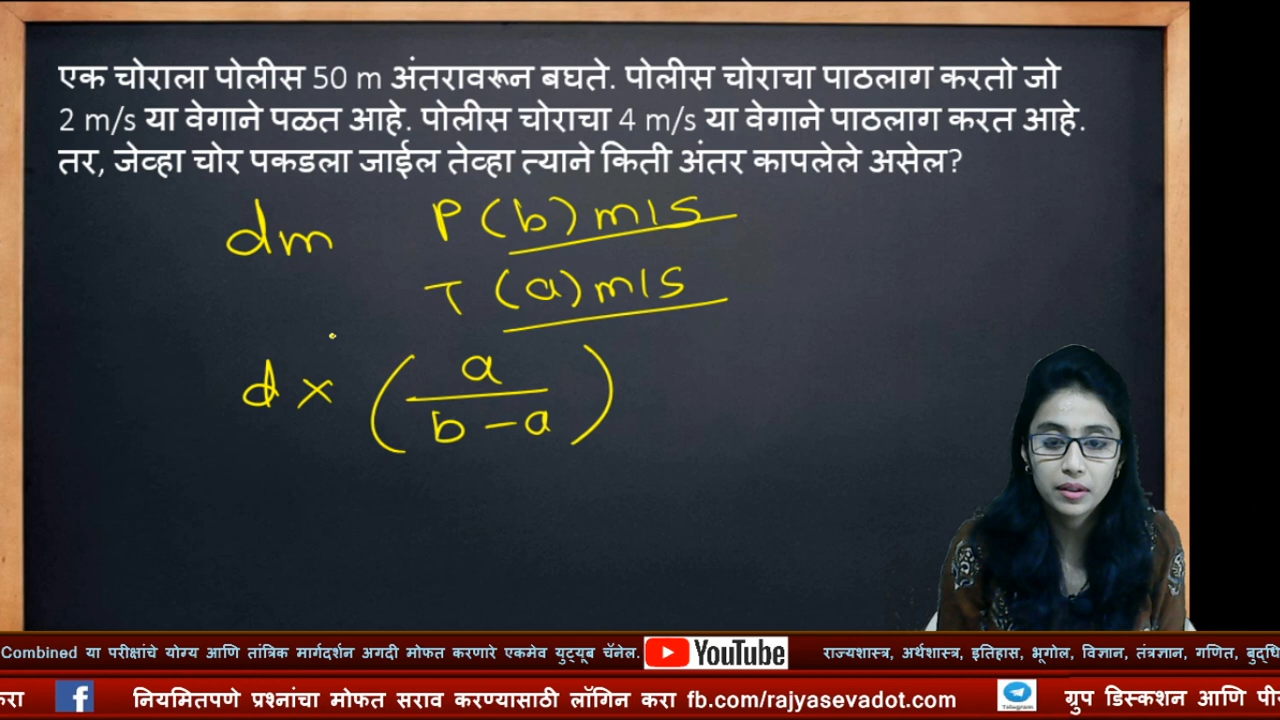 एक चोराला पोलीस 50 m अंतरावरून बघते. पोलीस चोराचा पाठलाग करतो जो
2 m/s या वेगाने पळत आहे. पोलीस चोराचा 4 m/s या वेगाने पाठलाग करत आहे.
तर, जेव्हा चोर पकडला जाईल तेव्हा त्याने किती अंतर कापलेले असेल?
dm P (b) m/s
T (a) m/s
d × (a / b - a)
Combined या परीक्षांचे योग्य आणि तांत्रिक मार्गदर्शन अगदी मोफत करणारे एकमेव युट्यूब चॅनेल. YouTube राज्यशास्त्र, अर्थशास्त्र, इतिहास, भूगोल, विज्ञान, तंत्रज्ञान, गणित,
f नियमितपणे प्रश्नांचा मोफत सराव करण्यासाठी लॉगिन करा fb.com/rajyasevadot.com Telegram ग्रुप डिस्कशन आणि